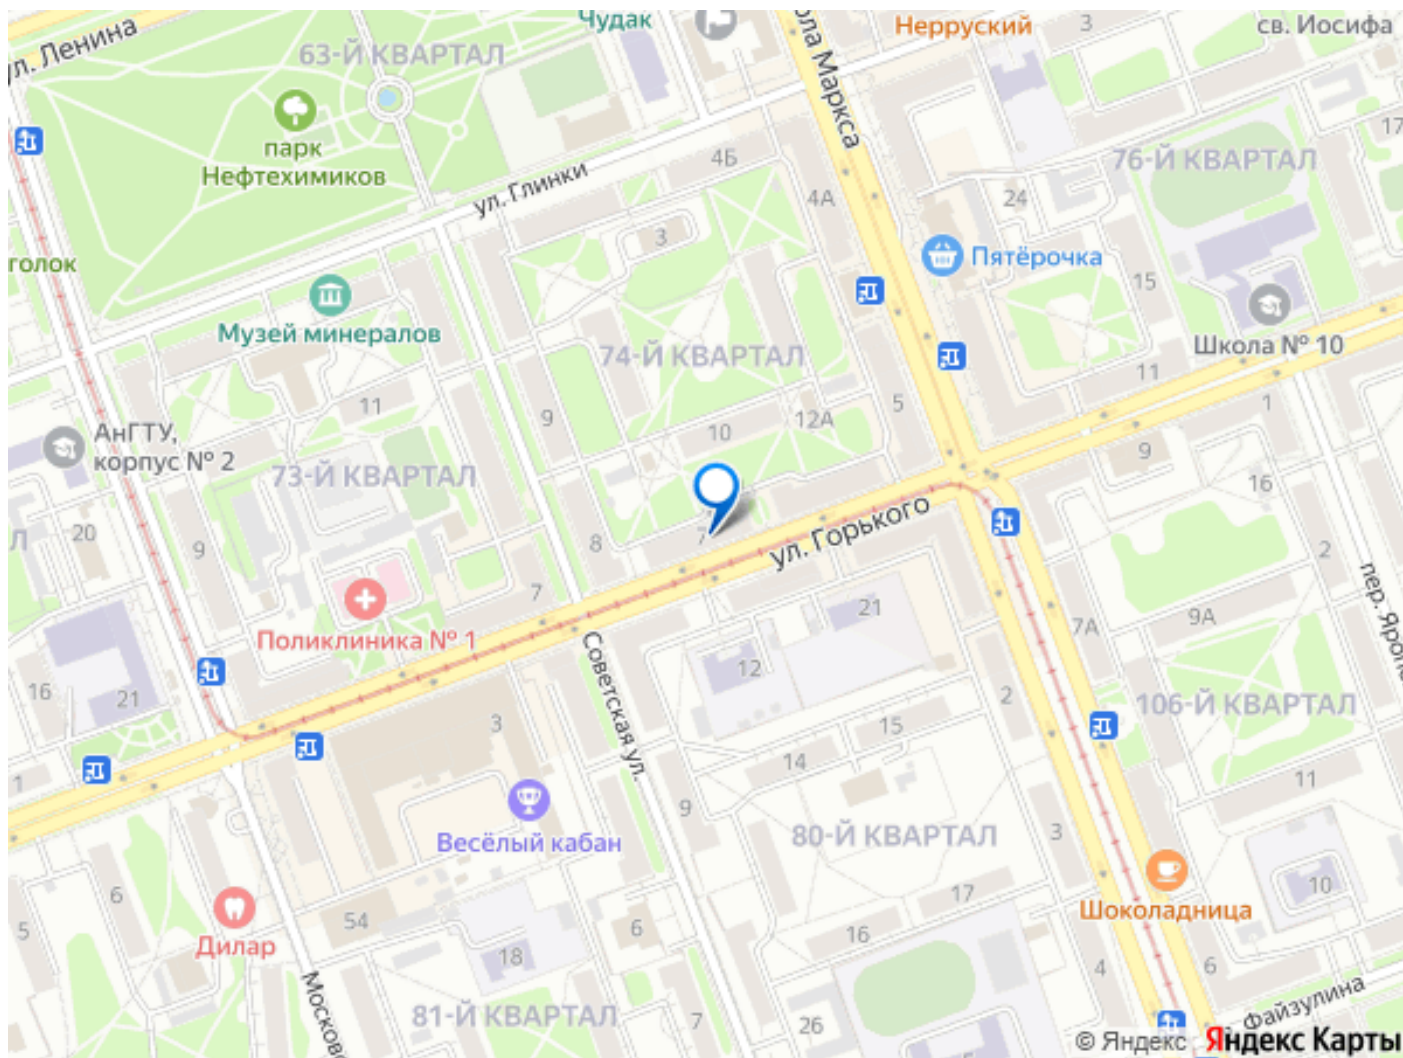 ул. Ленина
63-Й КВАРТАЛ
Чудак
Карла Маркса
Нерруский
3
св. Иосифа
парк
Нефтехимиков
ул. Глинки
4Б
4А
3
24
76-Й КВАРТАЛ
17
голок
Музей минералов
Пятёрочка
15
Школа № 10
74-Й КВАРТАЛ
11
11
9
10
12А
5
1
АнГТУ,
корпус № 2
73-Й КВАРТАЛ
9
16
20
9
8
7
ул. Горького
2
пер. Яропо
Поликлиника № 1
7
21
7А
9А
16
21
12
Советская ул.
2
106-Й КВАРТАЛ
3
15
14
11
1
Весёлый кабан
9
80-Й КВАРТАЛ
3
10
6
5
54
Дилар
6
17
16
Шоколадница
18
4
6
Московс
81-Й КВАРТАЛ
7
26
Файзулина
© Яндекс Яндекс Карты